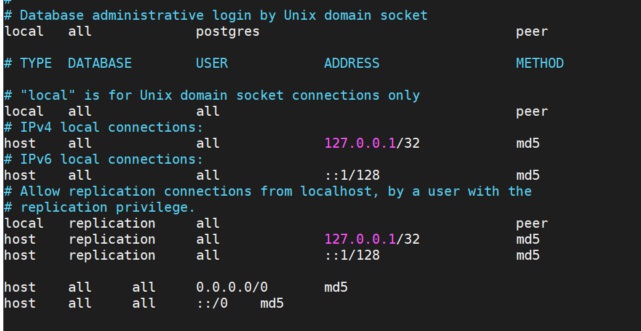 #
# Database administrative login by Unix domain socket
local   all             postgres                                peer

# TYPE  DATABASE        USER            ADDRESS                 METHOD

# "local" is for Unix domain socket connections only
local   all             all                                     peer
# IPv4 local connections:
host    all             all             127.0.0.1/32            md5
# IPv6 local connections:
host    all             all             ::1/128                 md5
# Allow replication connections from localhost, by a user with the
# replication privilege.
local   replication     all                                     peer
host    replication     all             127.0.0.1/32            md5
host    replication     all             ::1/128                 md5

host    all     all     0.0.0.0/0       md5
host    all     all     ::/0    md5